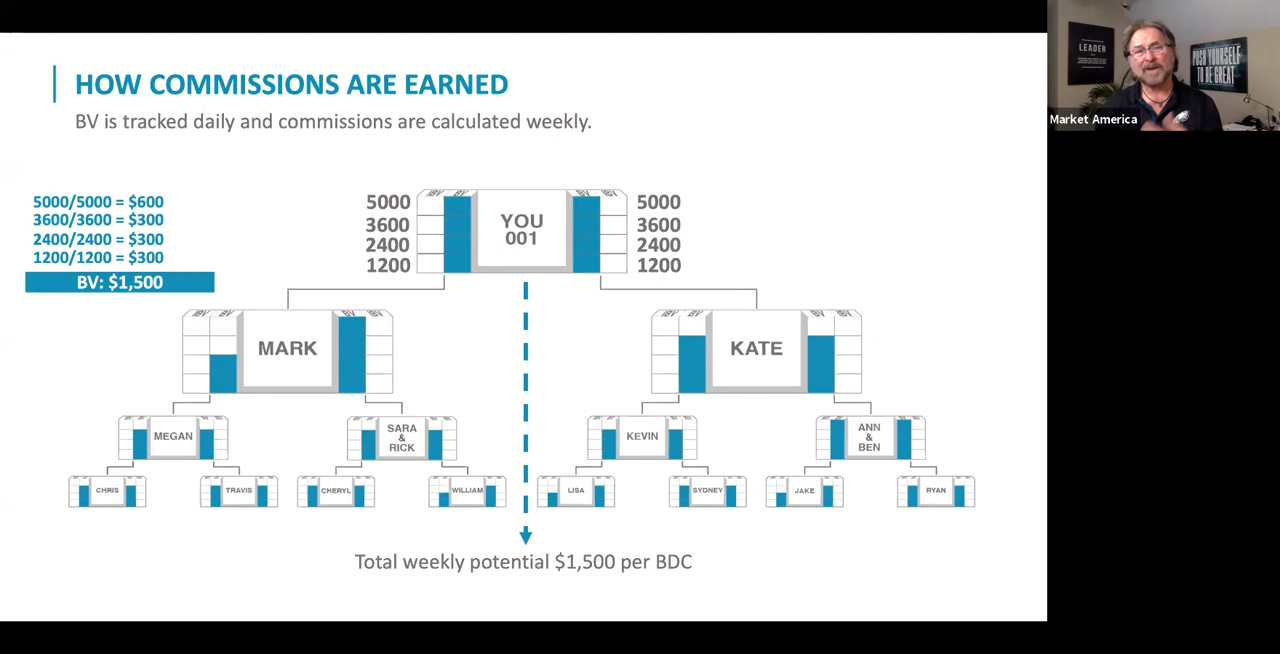 HOW COMMISSIONS ARE EARNED
BV is tracked daily and commissions are calculated weekly.
5000/5000 = $600
3600/3600 = $300
2400/2400 = $300
1200/1200 = $300
BV: $1,500
5000
3600
2400
1200
YOU
001
5000
3600
2400
1200
MARK
KATE
MEGAN
SARA
&
RICK
KEVIN
ANN
&
BEN
CHRIS
TRAVIS
CHERYL
WILLIAM
LISA
SYDNEY
JAKE
RYAN
Total weekly potential $1,500 per BDC
LEADER
PUSH YOURSELF
TO BE GREAT
Market America